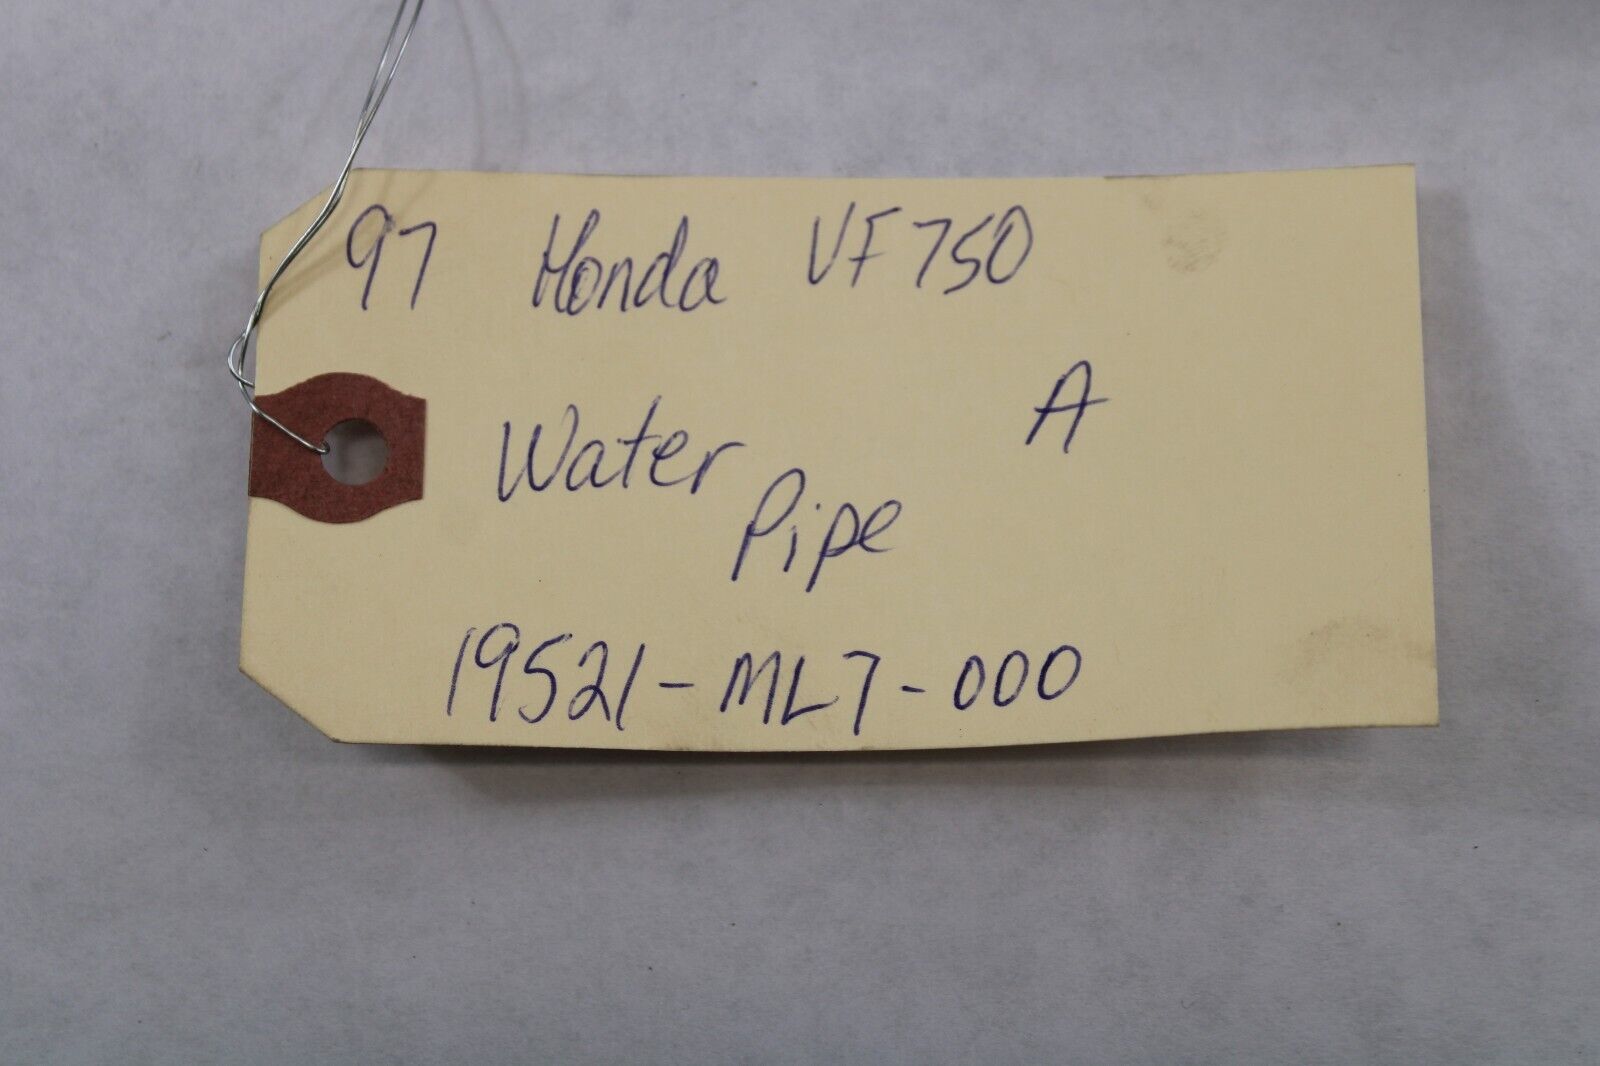 97 Honda VF750
Water A
Pipe
19521-ML7-000